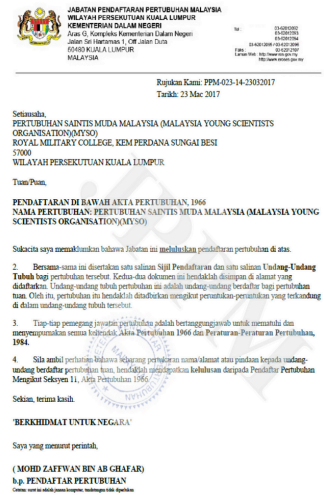 JABATAN PENDAFTARAN PERTUBUHAN MALAYSIA
WILAYAH PERSEKUTUAN KUALA LUMPUR
KEMENTERIAN DALAM NEGERI
Aras G, Kompleks Kementerian Dalam Negeri
Jalan Sri Hartamas 1, Off Jalan Duta
50480 KUALA LUMPUR
MALAYSIA
Rujukan Kami: PPM-023-14-23032017
Tarikh: 23 Mac 2017
Setiausaha,
PERTUBUHAN SAINTIS MUDA MALAYSIA (MALAYSIA YOUNG SCIENTISTS
ORGANISATION)(MYSO)
ROYAL MILITARY COLLEGE, KEM PERDANA SUNGAI BESI
57000
WILAYAH PERSEKUTUAN KUALA LUMPUR
Tuan/Puan,
PENDAFTARAN DI BAWAH AKTA PERTUBUHAN, 1966
NAMA PERTUBUHAN: PERTUBUHAN SAINTIS MUDA MALAYSIA (MALAYSIA YOUNG
SCIENTISTS ORGANISATION)(MYSO)
Sukacita saya memaklumkan bahawa Jabatan ini meluluskan pendaftaran pertubuhan di atas.
2. Bersama-sama ini disertakan satu salinan Sijil Pendaftaran dan satu salinan Undang-Undang
Tubuh bagi pertubuhan tersebut. Kedua-dua dokumen ini hendaklah disimpan di alamat yang
didaftarkan. Undang-undang tubuh pertubuhan ini adalah undang-undang berdaftar bagi pertubuhan
tuan. Oleh itu, pertubuhan itu hendaklah ditadbirkan mengikut peruntukan-peruntukan yang terkandung
di dalam undang-undang tubuh tersebut.
3. Tiap-tiap pemegang jawatan pertubuhan adalah bertanggungjawab untuk mematuhi dan
menyempurnakan semua kehendak Akta Pertubuhan 1966 dan Peraturan-Peraturan Pertubuhan,
1984.
4. Sila ambil perhatian bahawa sebarang pertukaran nama/alamat atau pindaan kepada undang-
undang berdaftar pertubuhan tuan, hendaklah mendapatkan kelulusan daripada Pendaftar Pertubuhan
Mengikut Seksyen 11, Akta Pertubuhan 1966.
Sekian, terima kasih.
'BERKHIDMAT UNTUK NEGARA'
Saya yang menurut perintah,
( MOHD ZAFFWAN BIN AB GHAFAR)
b.p. PENDAFTAR PERTUBUHAN
JPPM